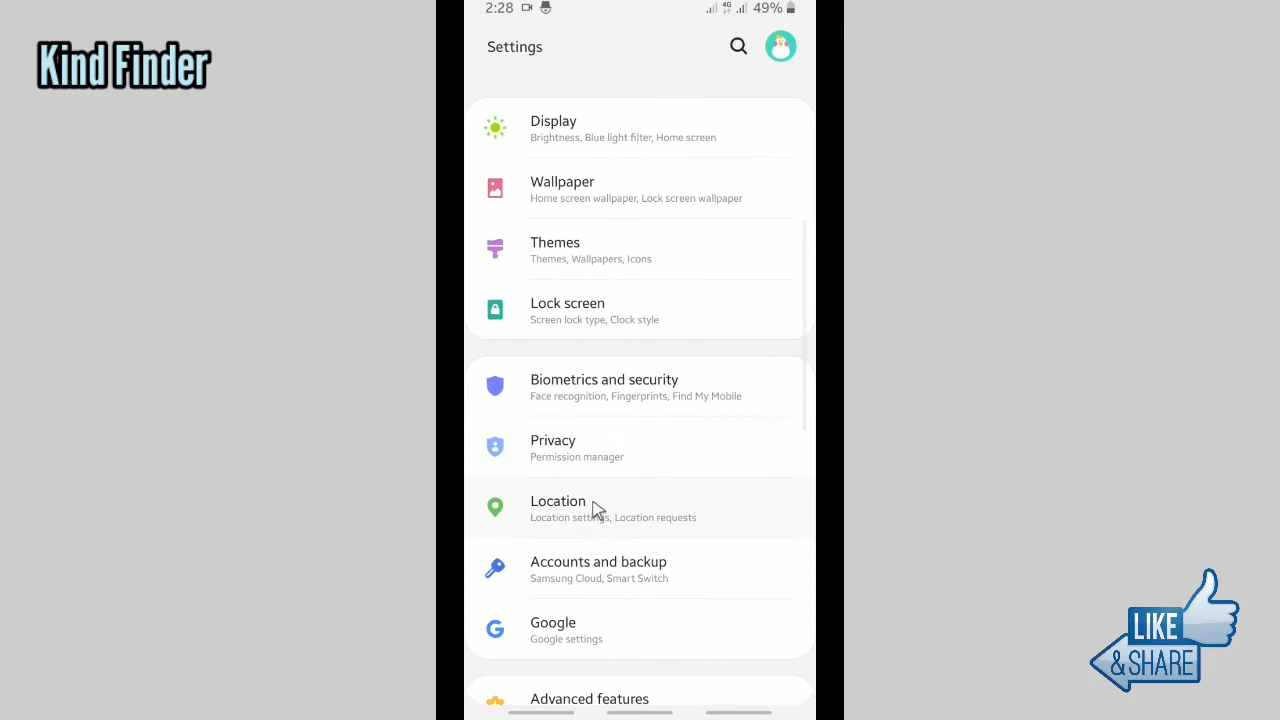 Kind Finder
2:28
4G
49%
Settings
Display
Brightness, Blue light filter, Home screen
Wallpaper
Home screen wallpaper, Lock screen wallpaper
Themes
Themes, Wallpapers, Icons
Lock screen
Screen lock type, Clock style
Biometrics and security
Face recognition, Fingerprints, Find My Mobile
Privacy
Permission manager
Location
Location settings, Location requests
Accounts and backup
Samsung Cloud, Smart Switch
Google
Google settings
Advanced features
LIKE
& SHARE